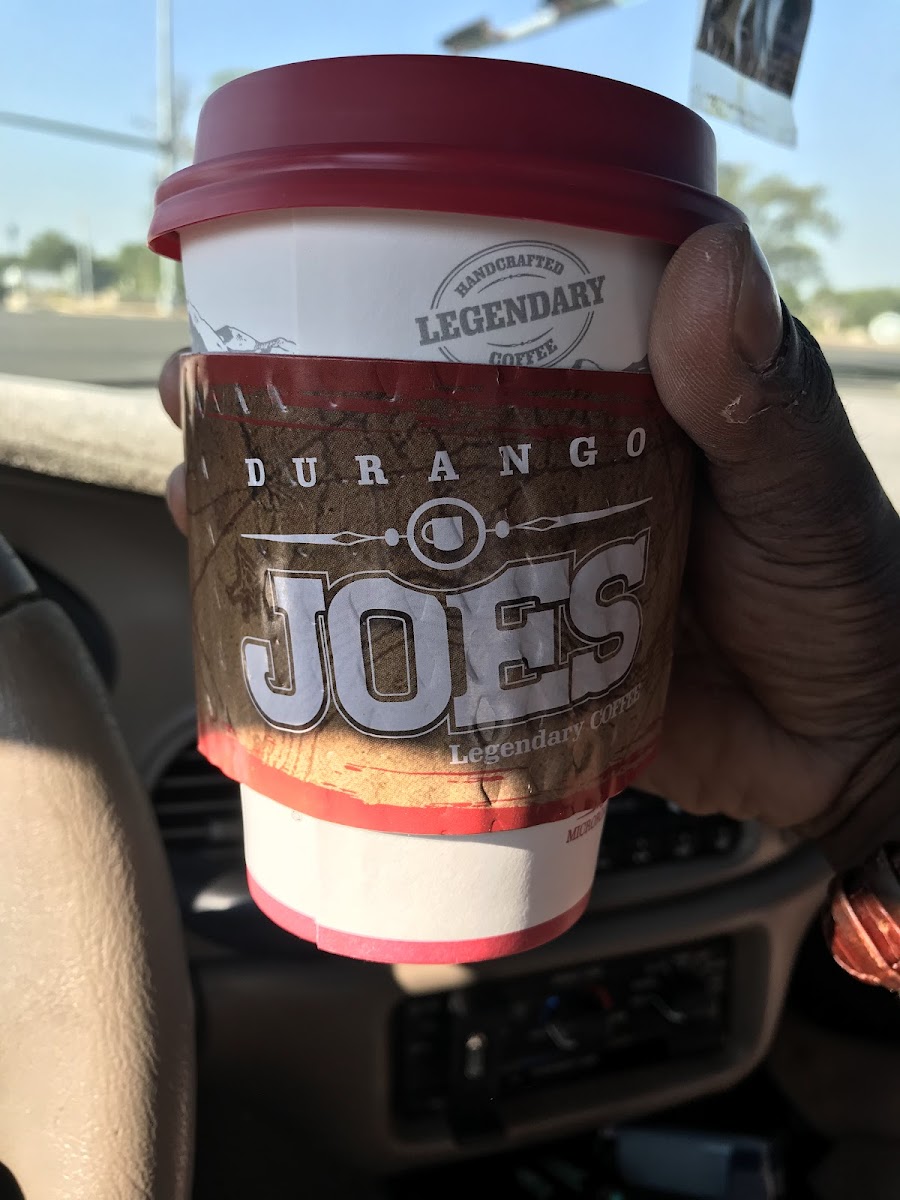 HANDCRAFTED
LEGENDARY
COFFEE
DURANGO
JOES
Legendary COFFEE